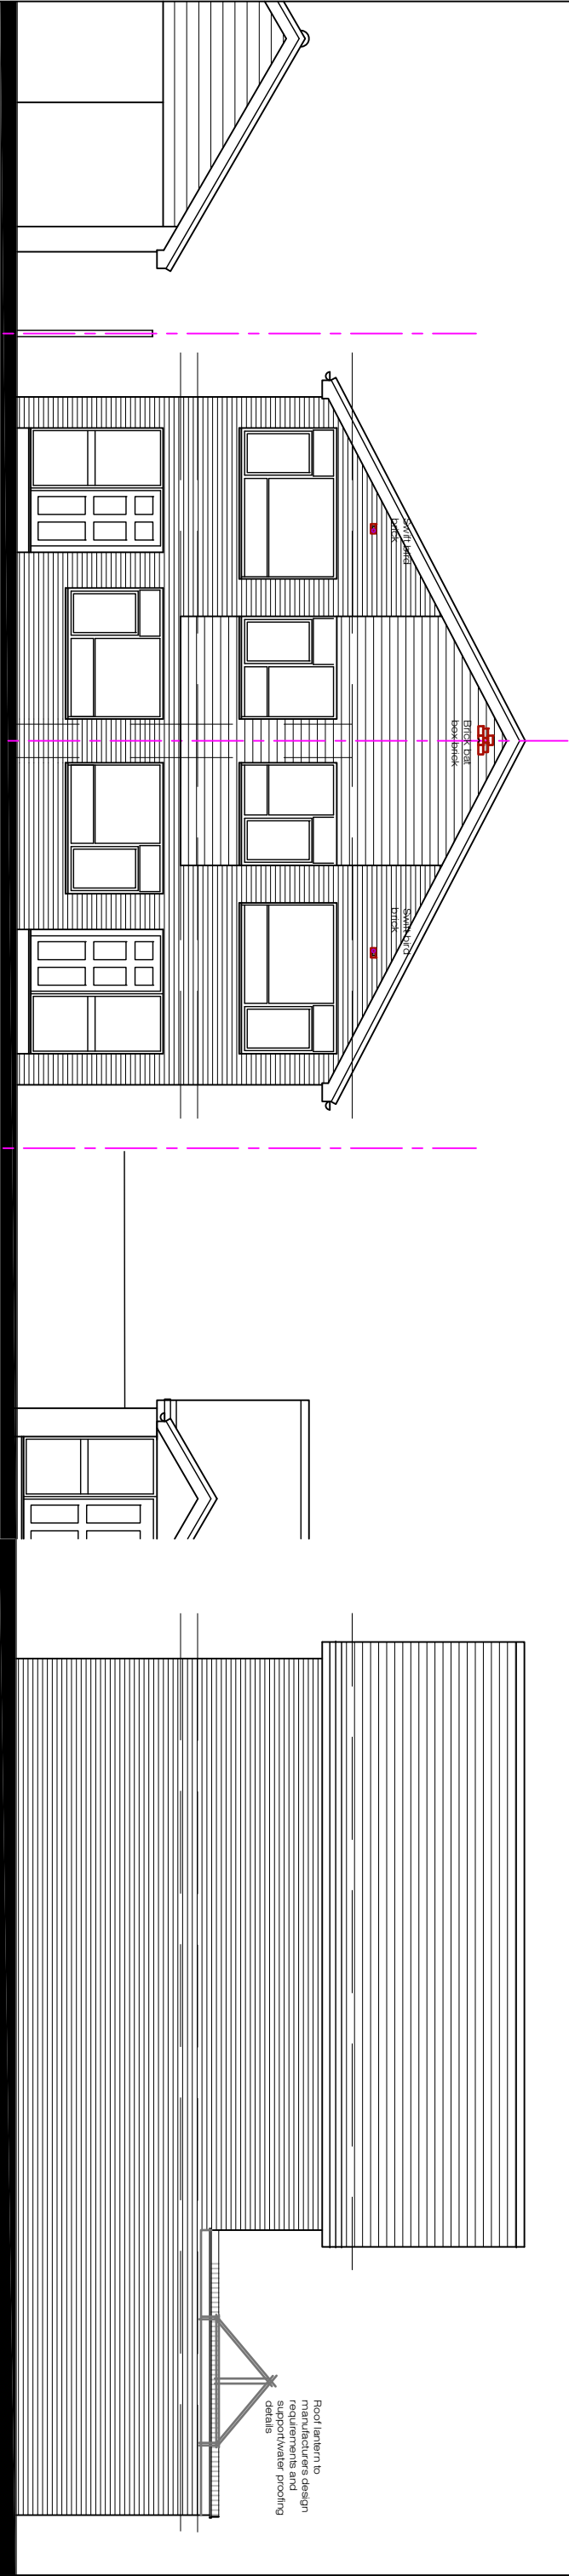 Swift bird
brick
Brick bat
box brick
Swift bird
brick
Roof lantern to
manufacturers design
requirements and
support/water proofing
details